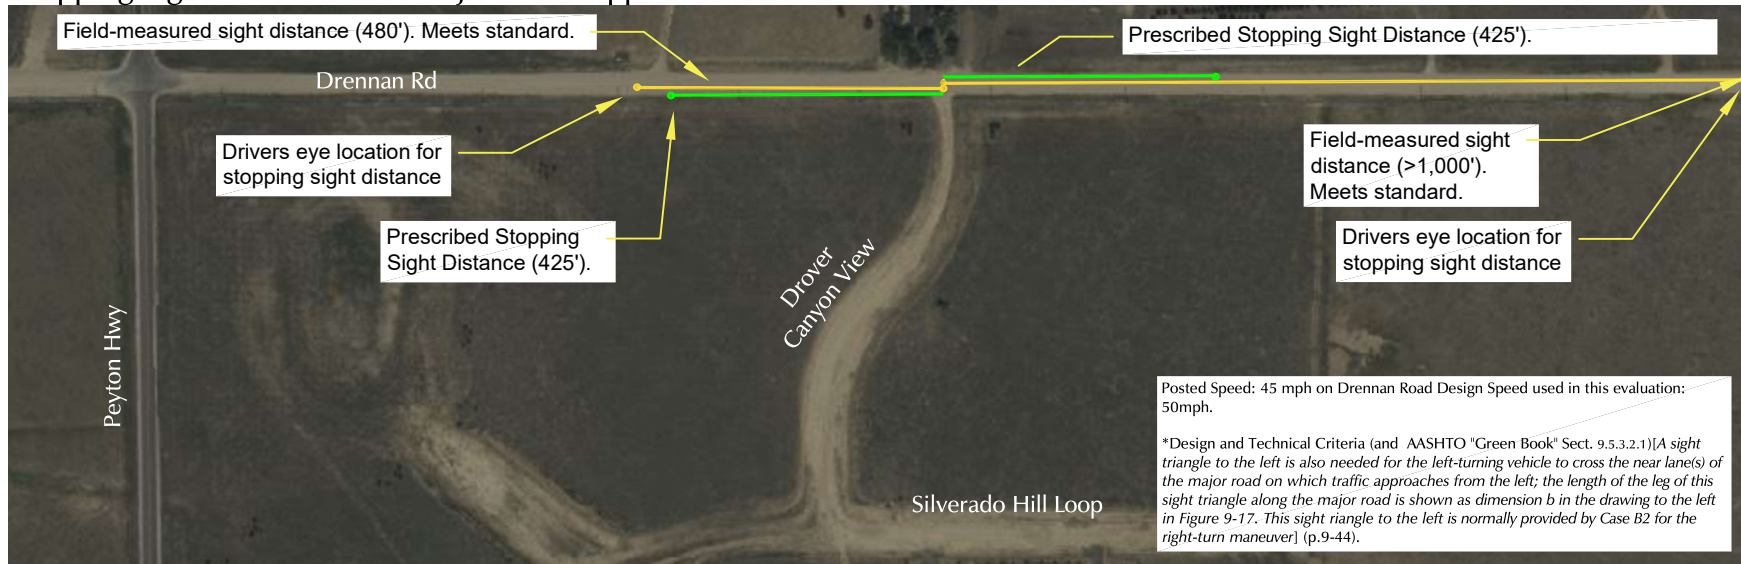 Field-measured sight distance (480'). Meets standard.
Prescribed Stopping Sight Distance (425').
Drennan Rd
Drivers eye location for
stopping sight distance
Field-measured sight
distance (>1,000').
Meets standard.
Prescribed Stopping
Sight Distance (425').
Drivers eye location for
stopping sight distance
Drover
Canyon View
Peyton Hwy
Posted Speed: 45 mph on Drennan Road Design Speed used in this evaluation:
50mph.
*Design and Technical Criteria (and AASHTO "Green Book" Sect. 9.5.3.2.1)[A sight
triangle to the left is also needed for the left-turning vehicle to cross the near lane(s) of
the major road on which traffic approaches from the left; the length of the leg of this
sight triangle along the major road is shown as dimension b in the drawing to the left
in Figure 9-17. This sight riangle to the left is normally provided by Case B2 for the
right-turn maneuver] (p.9-44).
Silverado Hill Loop